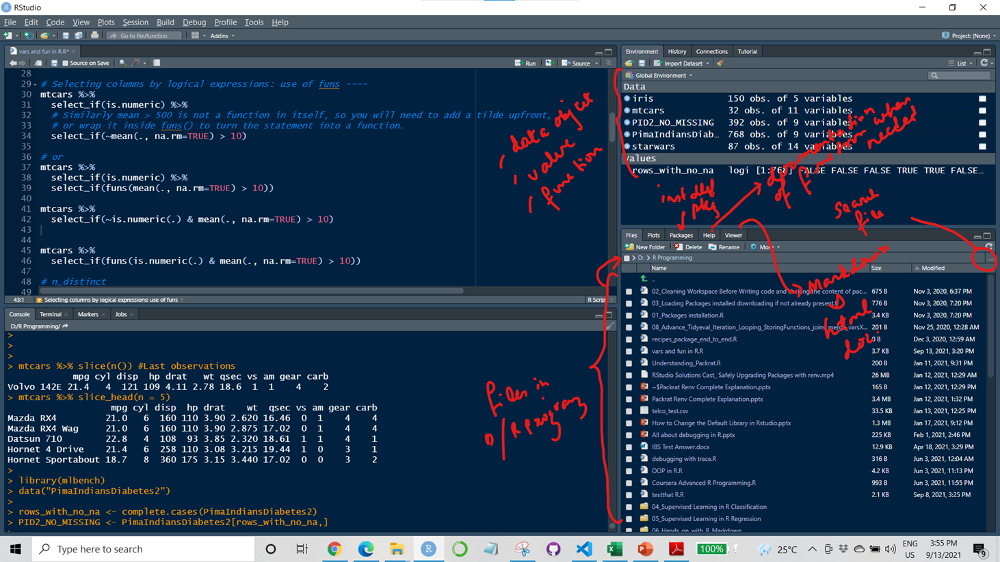 RStudio
File Edit Code View Plots Session Build Debug Profile Tools Help
Go to file/function Addins Project: (None)
vars and fun in R.R*
Source on Save Run Source
28
29 # Selecting columns by logical expressions: use of funs ----
30 mtcars %>%
31 select_if(is.numeric) %>%
32 # Similarly mean > 500 is not a function in itself, so you will need to add a tilde upfront,
33 # or wrap it inside funs() to turn the statement into a function.
34 select_if(~mean(., na.rm=TRUE) > 10)
35
36 # or
37 mtcars %>%
38 select_if(is.numeric) %>%
39 select_if(funs(mean(., na.rm=TRUE) > 10))
40
41 mtcars %>%
42 select_if(~is.numeric(.) & mean(., na.rm=TRUE) > 10)
43
44
45 mtcars %>%
46 select_if(funs(is.numeric(.) & mean(., na.rm=TRUE) > 10))
47
48 # n_distinct
49
43:1 # Selecting columns by logical expressions: use of funs R Script
data object
value
function
Console Terminal Markers Jobs
D:/R Programming/
>
>
>
> mtcars %>% slice(n()) #Last observations
mpg cyl disp hp drat wt qsec vs am gear carb
Volvo 142E 21.4 4 121 109 4.11 2.78 18.6 1 1 4 2
> mtcars %>% slice_head(n = 5)
mpg cyl disp hp drat wt qsec vs am gear carb
Mazda RX4 21.0 6 160 110 3.90 2.620 16.46 0 1 4 4
Mazda RX4 Wag 21.0 6 160 110 3.90 2.875 17.02 0 1 4 4
Datsun 710 22.8 4 108 93 3.85 2.320 18.61 1 1 4 1
Hornet 4 Drive 21.4 6 258 110 3.08 3.215 19.44 1 0 3 1
Hornet Sportabout 18.7 8 360 175 3.15 3.440 17.02 0 0 3 2
>
> library(mlbench)
> data("PimaIndiansDiabetes2")
>
> rows_with_no_na <- complete.cases(PimaIndiansDiabetes2)
> PID2_NO_MISSING <- PimaIndiansDiabetes2[rows_with_no_na,]
Files in
D/R Programg
Environment History Connections Tutorial
Import Dataset List
Global Environment
Data
iris 150 obs. of 5 variables
mtcars 32 obs. of 11 variables
PID2_NO_MISSING 392 obs. of 9 variables
PimaIndiansDiab… 768 obs. of 9 variables
starwars 87 obs. of 14 variables
Values
rows_with_no_na logi [1:768] FALSE FALSE FALSE TRUE TRUE FALSE…
documentation
of
when
needed
search
file
Files Plots Packages Help Viewer
New Folder Delete Rename More
D: > R Programming ...
Name Size Modified
..
02_Cleaning Workspace Before Writing code and cheking the content of pac... 675 B Nov 3, 2020, 6:37 PM
03_Loading Packages installed downloading if not already present.R 776 B Nov 3, 2020, 7:20 PM
01_Packages installation.R 3.4 KB Nov 3, 2020, 7:20 PM
08_Advance_Tidyeval_Iteration_Looping_StoringFunctions_joins_merge_varsX... 201 B Nov 25, 2020, 12:28 AM
recipes_package_end_to_end.R 0 B Dec 3, 2020, 12:59 AM
vars and fun in R.R 3.7 KB Sep 13, 2021, 3:20 PM
Understanding_Packrat.R 200 B Jan 11, 2021, 9:31 PM
RStudio Solutions Cast_ Safely Upgrading Packages with renv.mp4 26 MB Jan 12, 2021, 12:29 AM
~$Packrat Renv Complete Explanation.pptx 165 B Jan 12, 2021, 12:29 AM
Packrat Renv Complete Explanation.pptx 3.4 MB Jan 12, 2021, 1:32 PM
telco_test.csv 33.5 KB Jan 13, 2021, 12:25 PM
How to Change the Default Library in Rstudio.pptx 1.3 MB Jan 17, 2021, 9:12 PM
All about debugging in R.pptx 225 KB Feb 1, 2021, 2:46 PM
IBS Test Answer.docx 12.9 KB Apr 18, 2021, 3:29 PM
debugging with trace.R 316 B Jun 3, 2021, 12:04 AM
OOP in R.R 4.2 KB Jun 3, 2021, 11:13 PM
Coursera Advanced R Programming.R 993 B Jun 3, 2021, 11:55 PM
testthat R.R 2.1 KB Sep 8, 2021, 3:25 PM
04_Supervised Learning in R Classification
05_Supervised Learning in R Regression
06_Hands_on_with_R_Markdown
markdown
html
doc.
Type here to search
100% 25°C ENG US 3:55 PM 9/13/2021 9